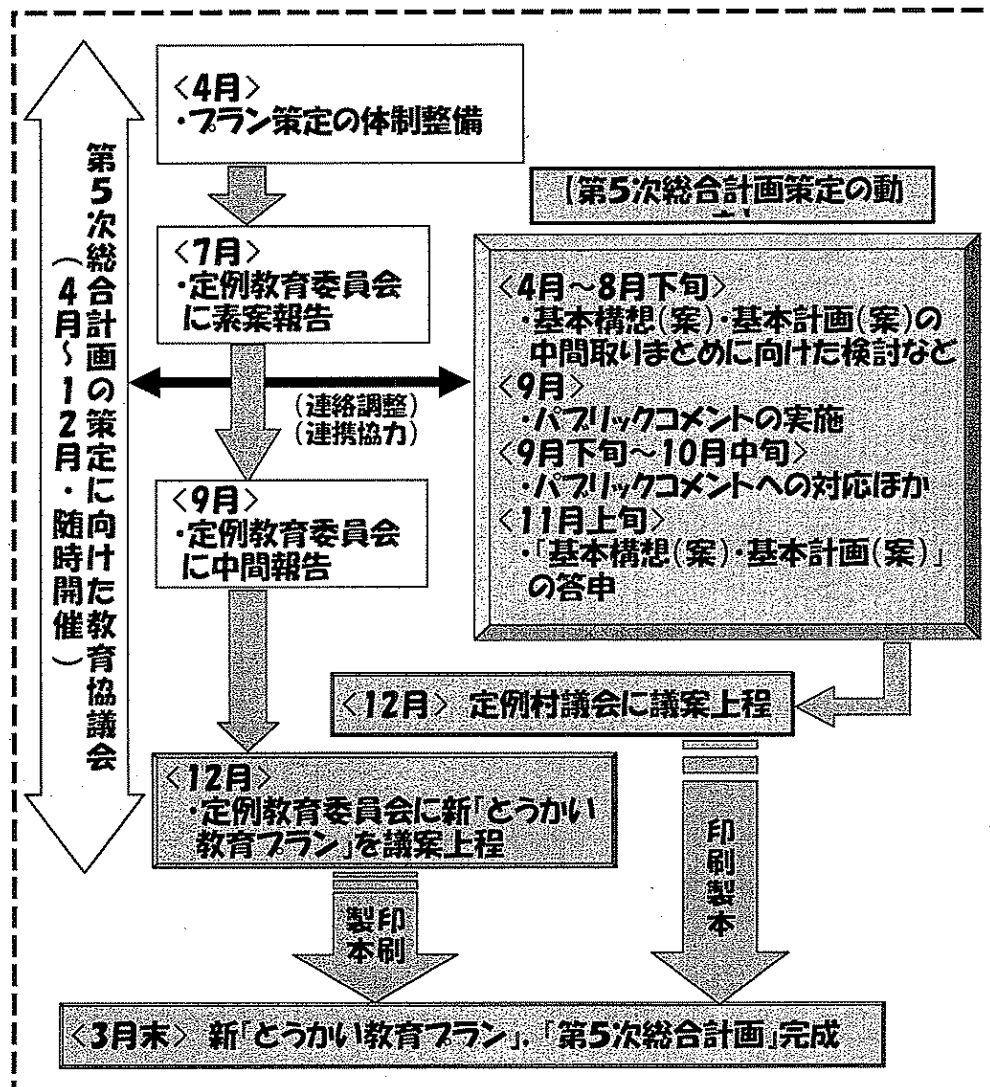 第5次総合計画の策定に向けた教育協議会
(4月~12月・随時開催)
<4月>
・プラン策定の体制整備
<7月>
・定例教育委員会
に素案報告
(連絡調整)
(連携協力)
<9月>
・定例教育委員会
に中間報告
【第5次総合計画策定の動
<4月~8月下旬>
・基本構想(案)・基本計画(案)の
中間取りまとめに向けた検討など
<9月>
・パブリックコメントの実施
<9月下旬~10月中旬>
・パブリックコメントへの対応ほか
<11月上旬>
・「基本構想(案)・基本計画(案)」
の答申
<12月> 定例村議会に議案上程
<12月>
・定例教育委員会に新「とうかい
教育プラン」を議案上程
印刷
製本
印刷製本
<3月末> 新「とうかい教育プラン」,「第5次総合計画」完成